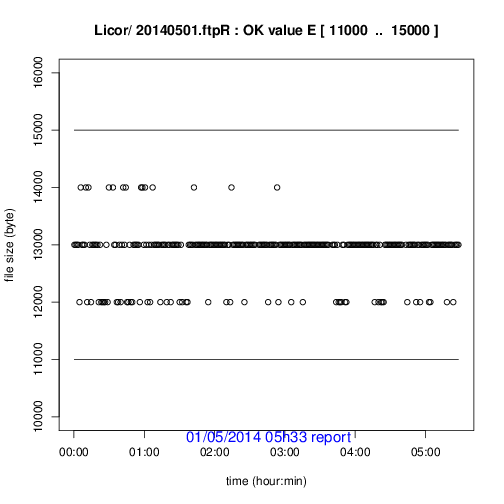 Licor/ 20140501.ftpR : OK value E [ 11000 .. 15000 ]
file size (byte)
16000
15000
14000
13000
12000
11000
10000
01/05/2014 05h33 report
00:00 01:00 02:00 03:00 04:00 05:00
time (hour:min)